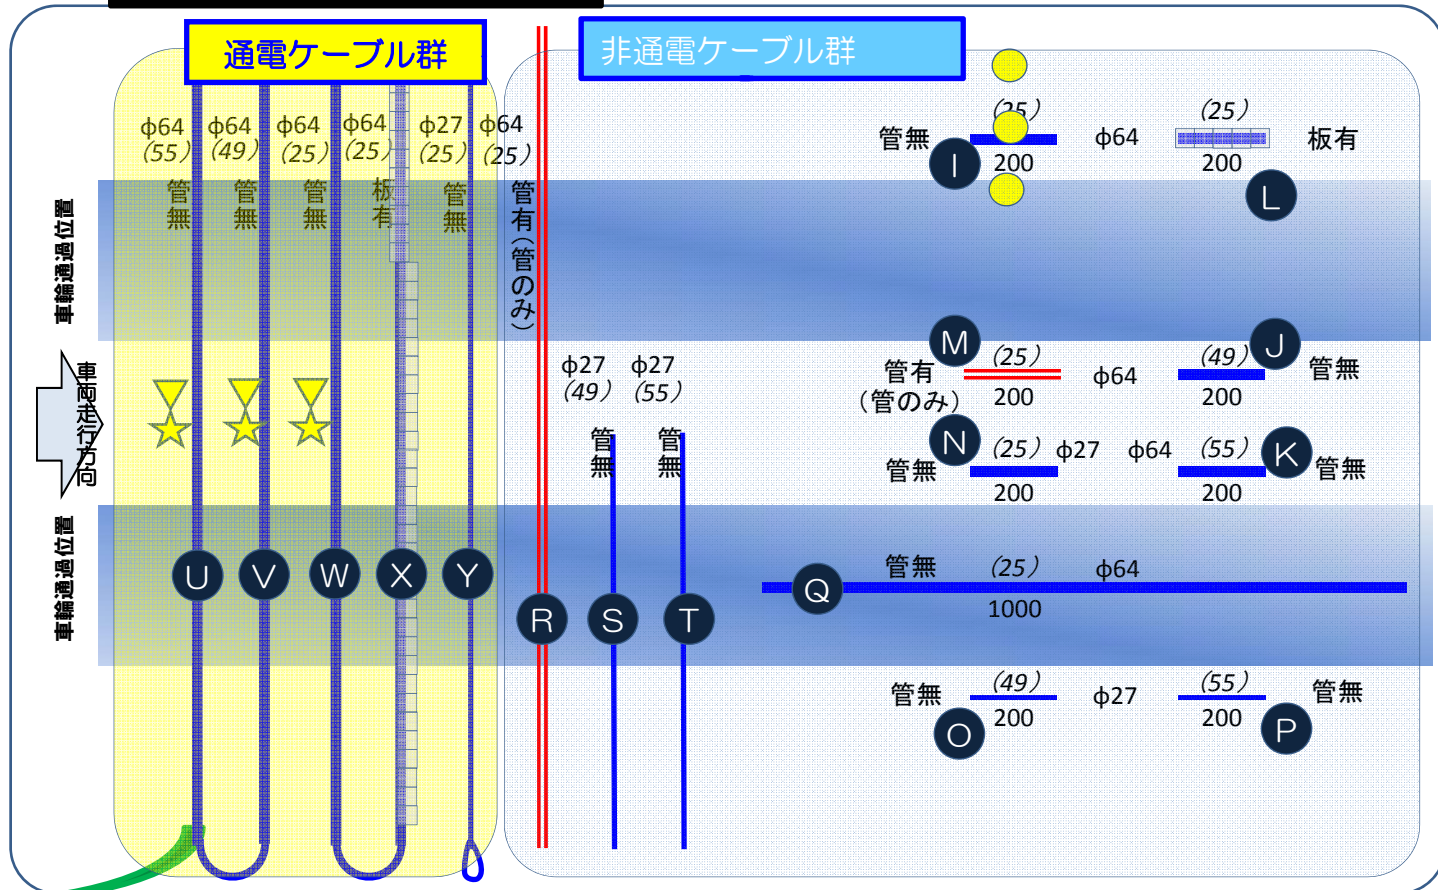 通電ケーブル群
非通電ケーブル群
φ64
(55)
管無
φ64
(49)
管無
φ64
(25)
管無
φ64
(25)
板有
φ27
(25)
管無
φ64
(25)
管有(管のみ)
管無
(25)
200
I
φ64
(25)
200
板有
L
車輪通過位置
車両走行方向
車輪通過位置
M
管有
(管のみ)
(25)
200
φ64
(49)
200
J
管無
φ27
(49)
管無
φ27
(55)
管無
N
管無
(25)
200
φ27
φ64
(55)
200
K
管無
U
V
W
X
Y
R
S
T
Q
管無
(25)
φ64
1000
管無
(49)
200
O
φ27
(55)
200
P
管無